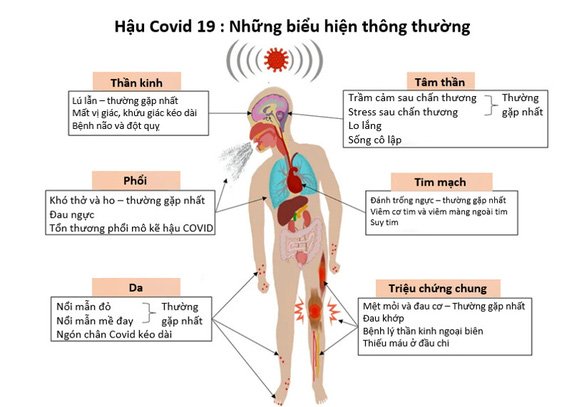 Hậu Covid 19 : Những biểu hiện thông thường
Thần kinh
Lú lẫn – thường gặp nhất
Mất vị giác, khứu giác kéo dài
Bệnh não và đột quỵ
Tâm thần
Trầm cảm sau chấn thương
Stress sau chấn thương
Thường
gặp nhất
Lo lắng
Sống cô lập
Phổi
Khó thở và ho – thường gặp nhất
Đau ngực
Tổn thương phổi mô kẽ hậu COVID
Tim mạch
Đánh trống ngực – thường gặp nhất
Viêm cơ tim và viêm màng ngoài tim
Suy tim
Da
Nổi mẩn đỏ
Nổi mẩn mề đay
Thường
gặp nhất
Ngón chân Covid kéo dài
Triệu chứng chung
Mệt mỏi và đau cơ – Thường gặp nhất
Đau khớp
Bệnh lý thần kinh ngoại biên
Thiếu máu ở đầu chi